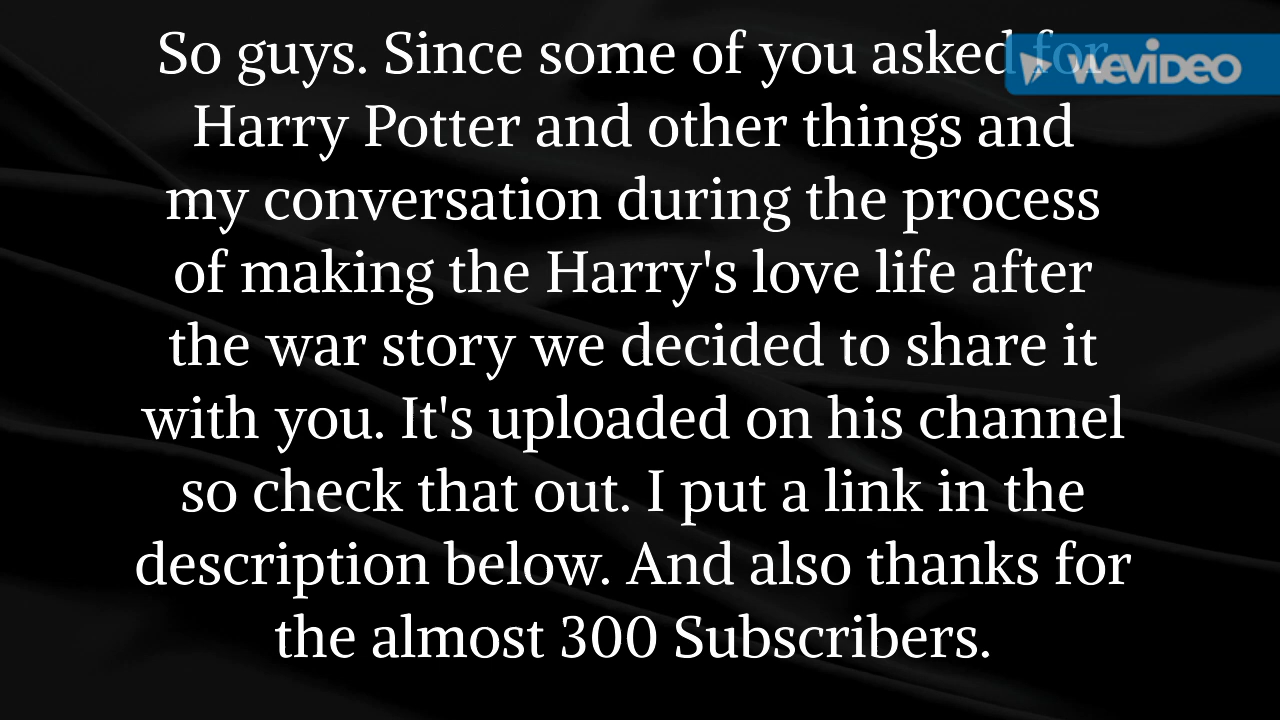 So guys. Since some of you asked for
WeVideo
Harry Potter and other things and
my conversation during the process
of making the Harry's love life after
the war story we decided to share it
with you. It's uploaded on his channel
so check that out. I put a link in the
description below. And also thanks for
the almost 300 Subscribers.